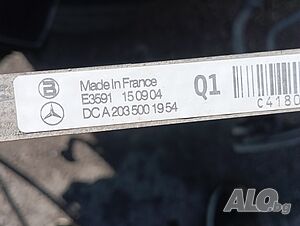 Made in France
E3591 15 09 04
DC A 203 500 19 54
Q1
C4180
ALO.bg